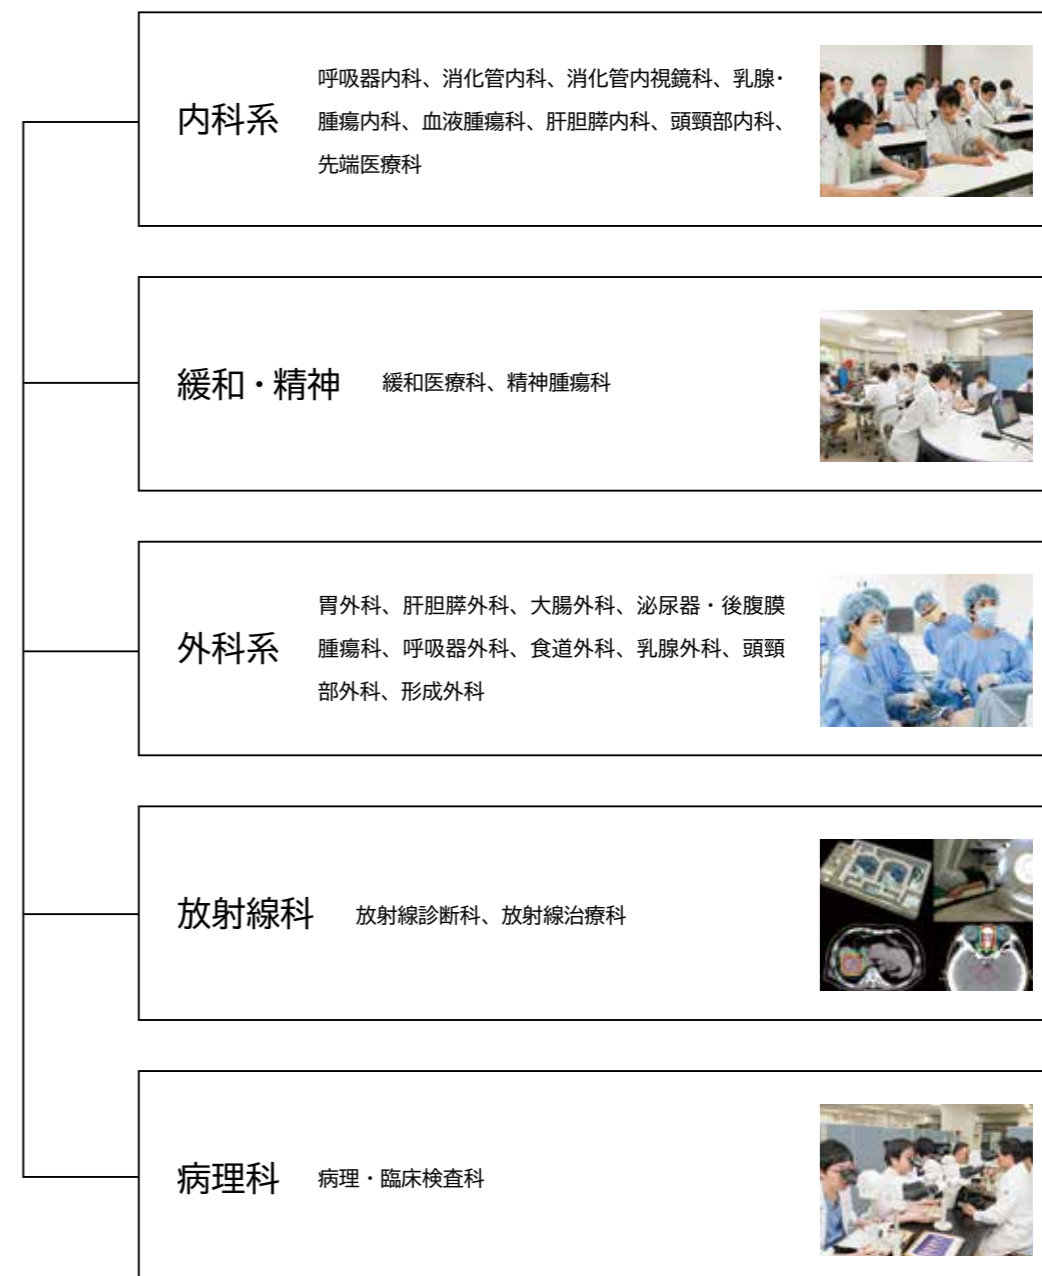 内科系
呼吸器内科、消化管内科、消化管内視鏡科、乳腺・
腫瘍内科、血液腫瘍科、肝胆膵内科、頭頸部内科、
先端医療科
緩和・精神
緩和医療科、精神腫瘍科
外科系
胃外科、肝胆膵外科、大腸外科、泌尿器・後腹膜
腫瘍科、呼吸器外科、食道外科、乳腺外科、頭頸
部外科、形成外科
放射線科
放射線診断科、放射線治療科
病理科
病理・臨床検査科